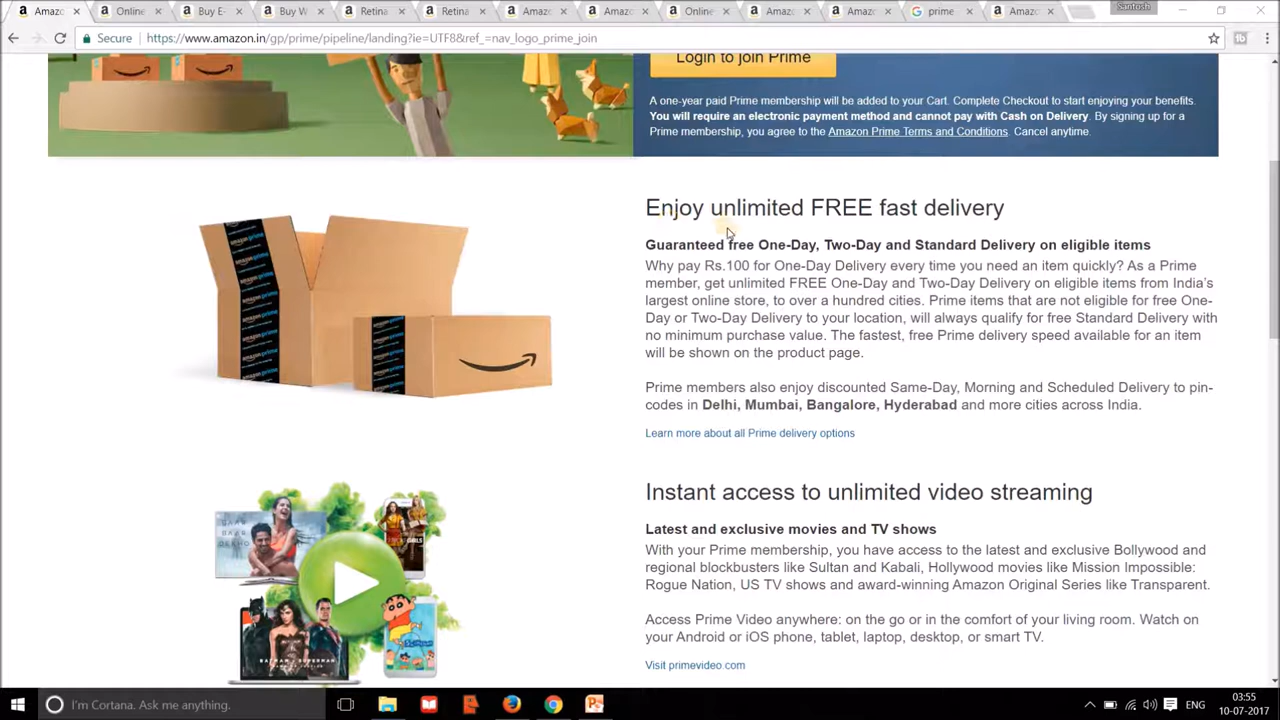 Amazo
Online
Buy E-
Buy W
Retina
Retina
Amazo
Amazo
Online
Amazo
Amazo
prime
Amazo
Santosh
Secure
https://www.amazon.in/gp/prime/pipeline/landing?ie=UTF8&ref_=nav_logo_prime_join
Login to join Prime
A one-year paid Prime membership will be added to your Cart. Complete Checkout to start enjoying your benefits.
You will require an electronic payment method and cannot pay with Cash on Delivery. By signing up for a
Prime membership, you agree to the Amazon Prime Terms and Conditions. Cancel anytime.
Enjoy unlimited FREE fast delivery
Guaranteed free One-Day, Two-Day and Standard Delivery on eligible items
Why pay Rs.100 for One-Day Delivery every time you need an item quickly? As a Prime
member, get unlimited FREE One-Day and Two-Day Delivery on eligible items from India's
largest online store, to over a hundred cities. Prime items that are not eligible for free One-
Day or Two-Day Delivery to your location, will always qualify for free Standard Delivery with
no minimum purchase value. The fastest, free Prime delivery speed available for an item
will be shown on the product page.
Prime members also enjoy discounted Same-Day, Morning and Scheduled Delivery to pin-
codes in Delhi, Mumbai, Bangalore, Hyderabad and more cities across India.
Learn more about all Prime delivery options
Instant access to unlimited video streaming
Latest and exclusive movies and TV shows
With your Prime membership, you have access to the latest and exclusive Bollywood and
regional blockbusters like Sultan and Kabali, Hollywood movies like Mission Impossible:
Rogue Nation, US TV shows and award-winning Amazon Original Series like Transparent.
Access Prime Video anywhere: on the go or in the comfort of your living room. Watch on
your Android or iOS phone, tablet, laptop, desktop, or smart TV.
Visit primevideo.com
I'm Cortana. Ask me anything.
ENG
03:55
10-07-2017